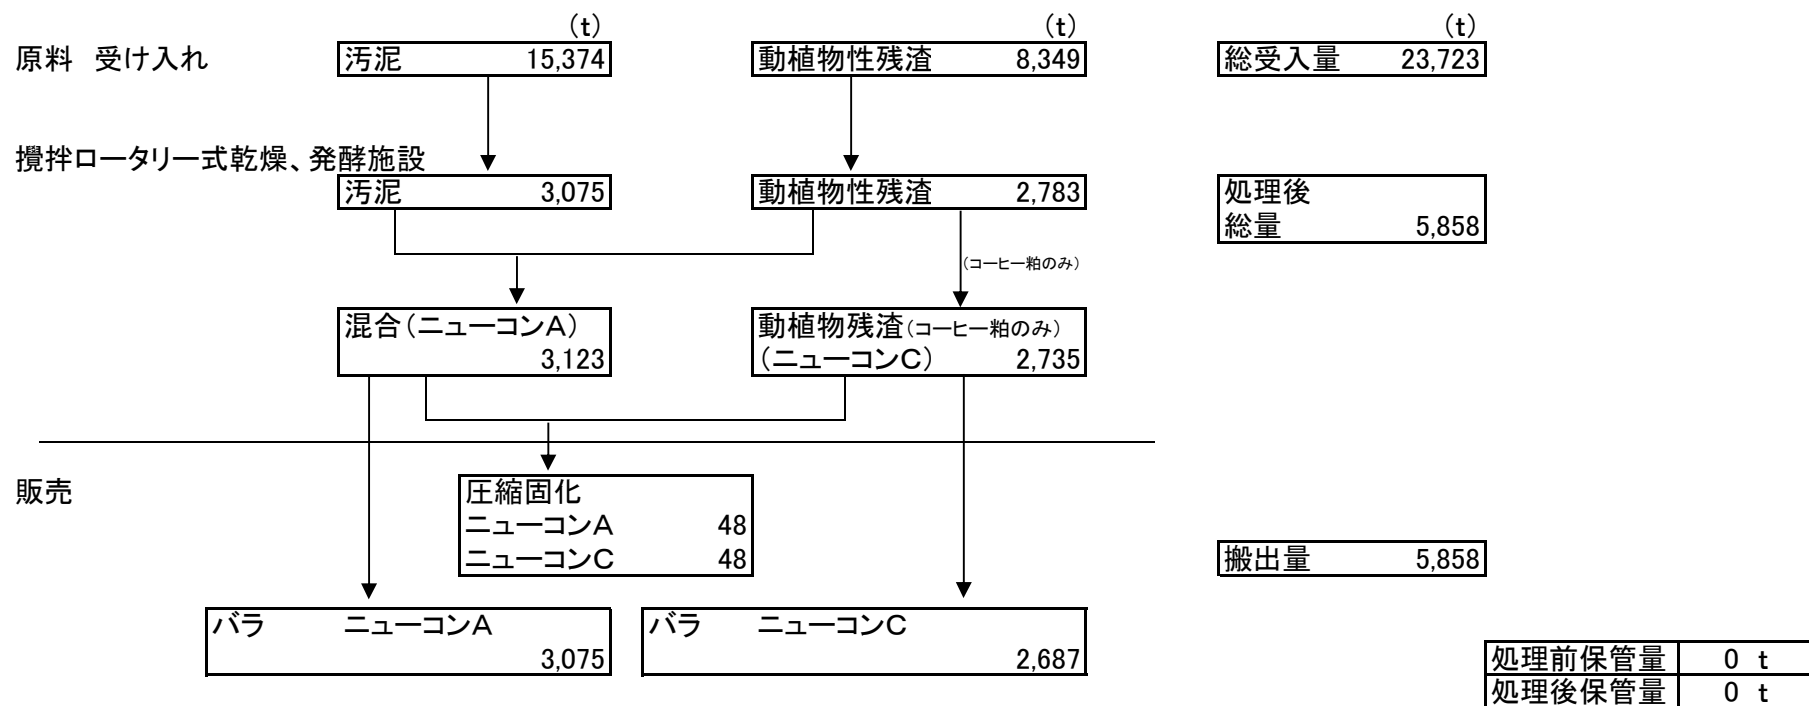 (t) (t) (t)
原料 受け入れ 汚泥 15,374 動植物性残渣 8,349 総受入量 23,723
攪拌ロータリー式乾燥、発酵施設
汚泥 3,075 動植物性残渣 2,783 処理後
総量 5,858
(コーヒー粕のみ)
混合(ニューコンA) 動植物残渣(コーヒー粕のみ)
3,123 (ニューコンC) 2,735
販売 圧縮固化
ニューコンA 48
ニューコンC 48 搬出量 5,858
バラ ニューコンA バラ ニューコンC
3,075 2,687 処理前保管量 0 t
処理後保管量 0 t